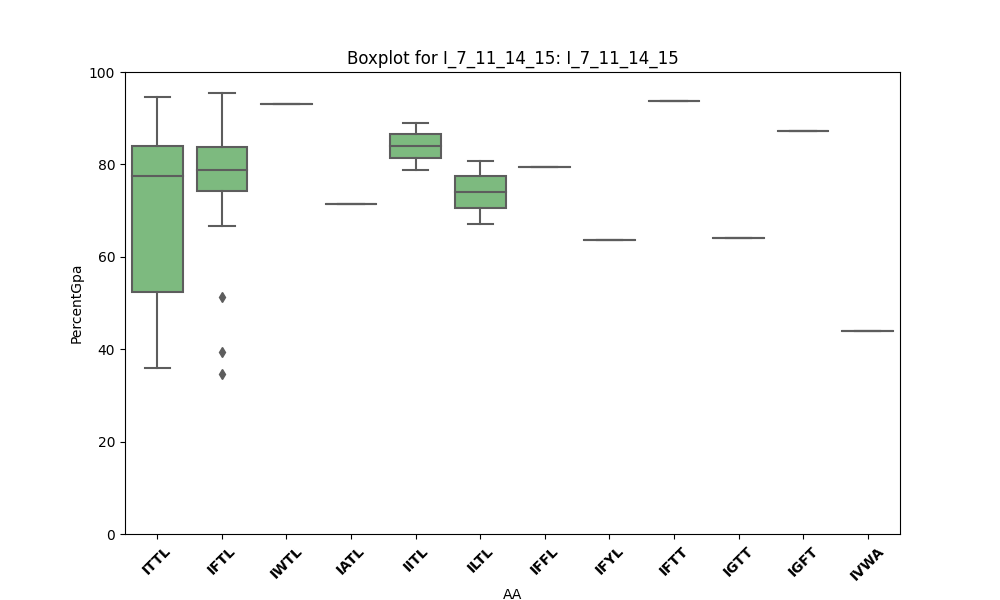 Boxplot for I_7_11_14_15: I_7_11_14_15
100
80
60
40
20
0
PercentGpa
ITTL
IFTL
IWTL
IATL
IITL
ILTL
IFFL
IFYL
IFTT
IGTT
IGFT
IVWA
AA